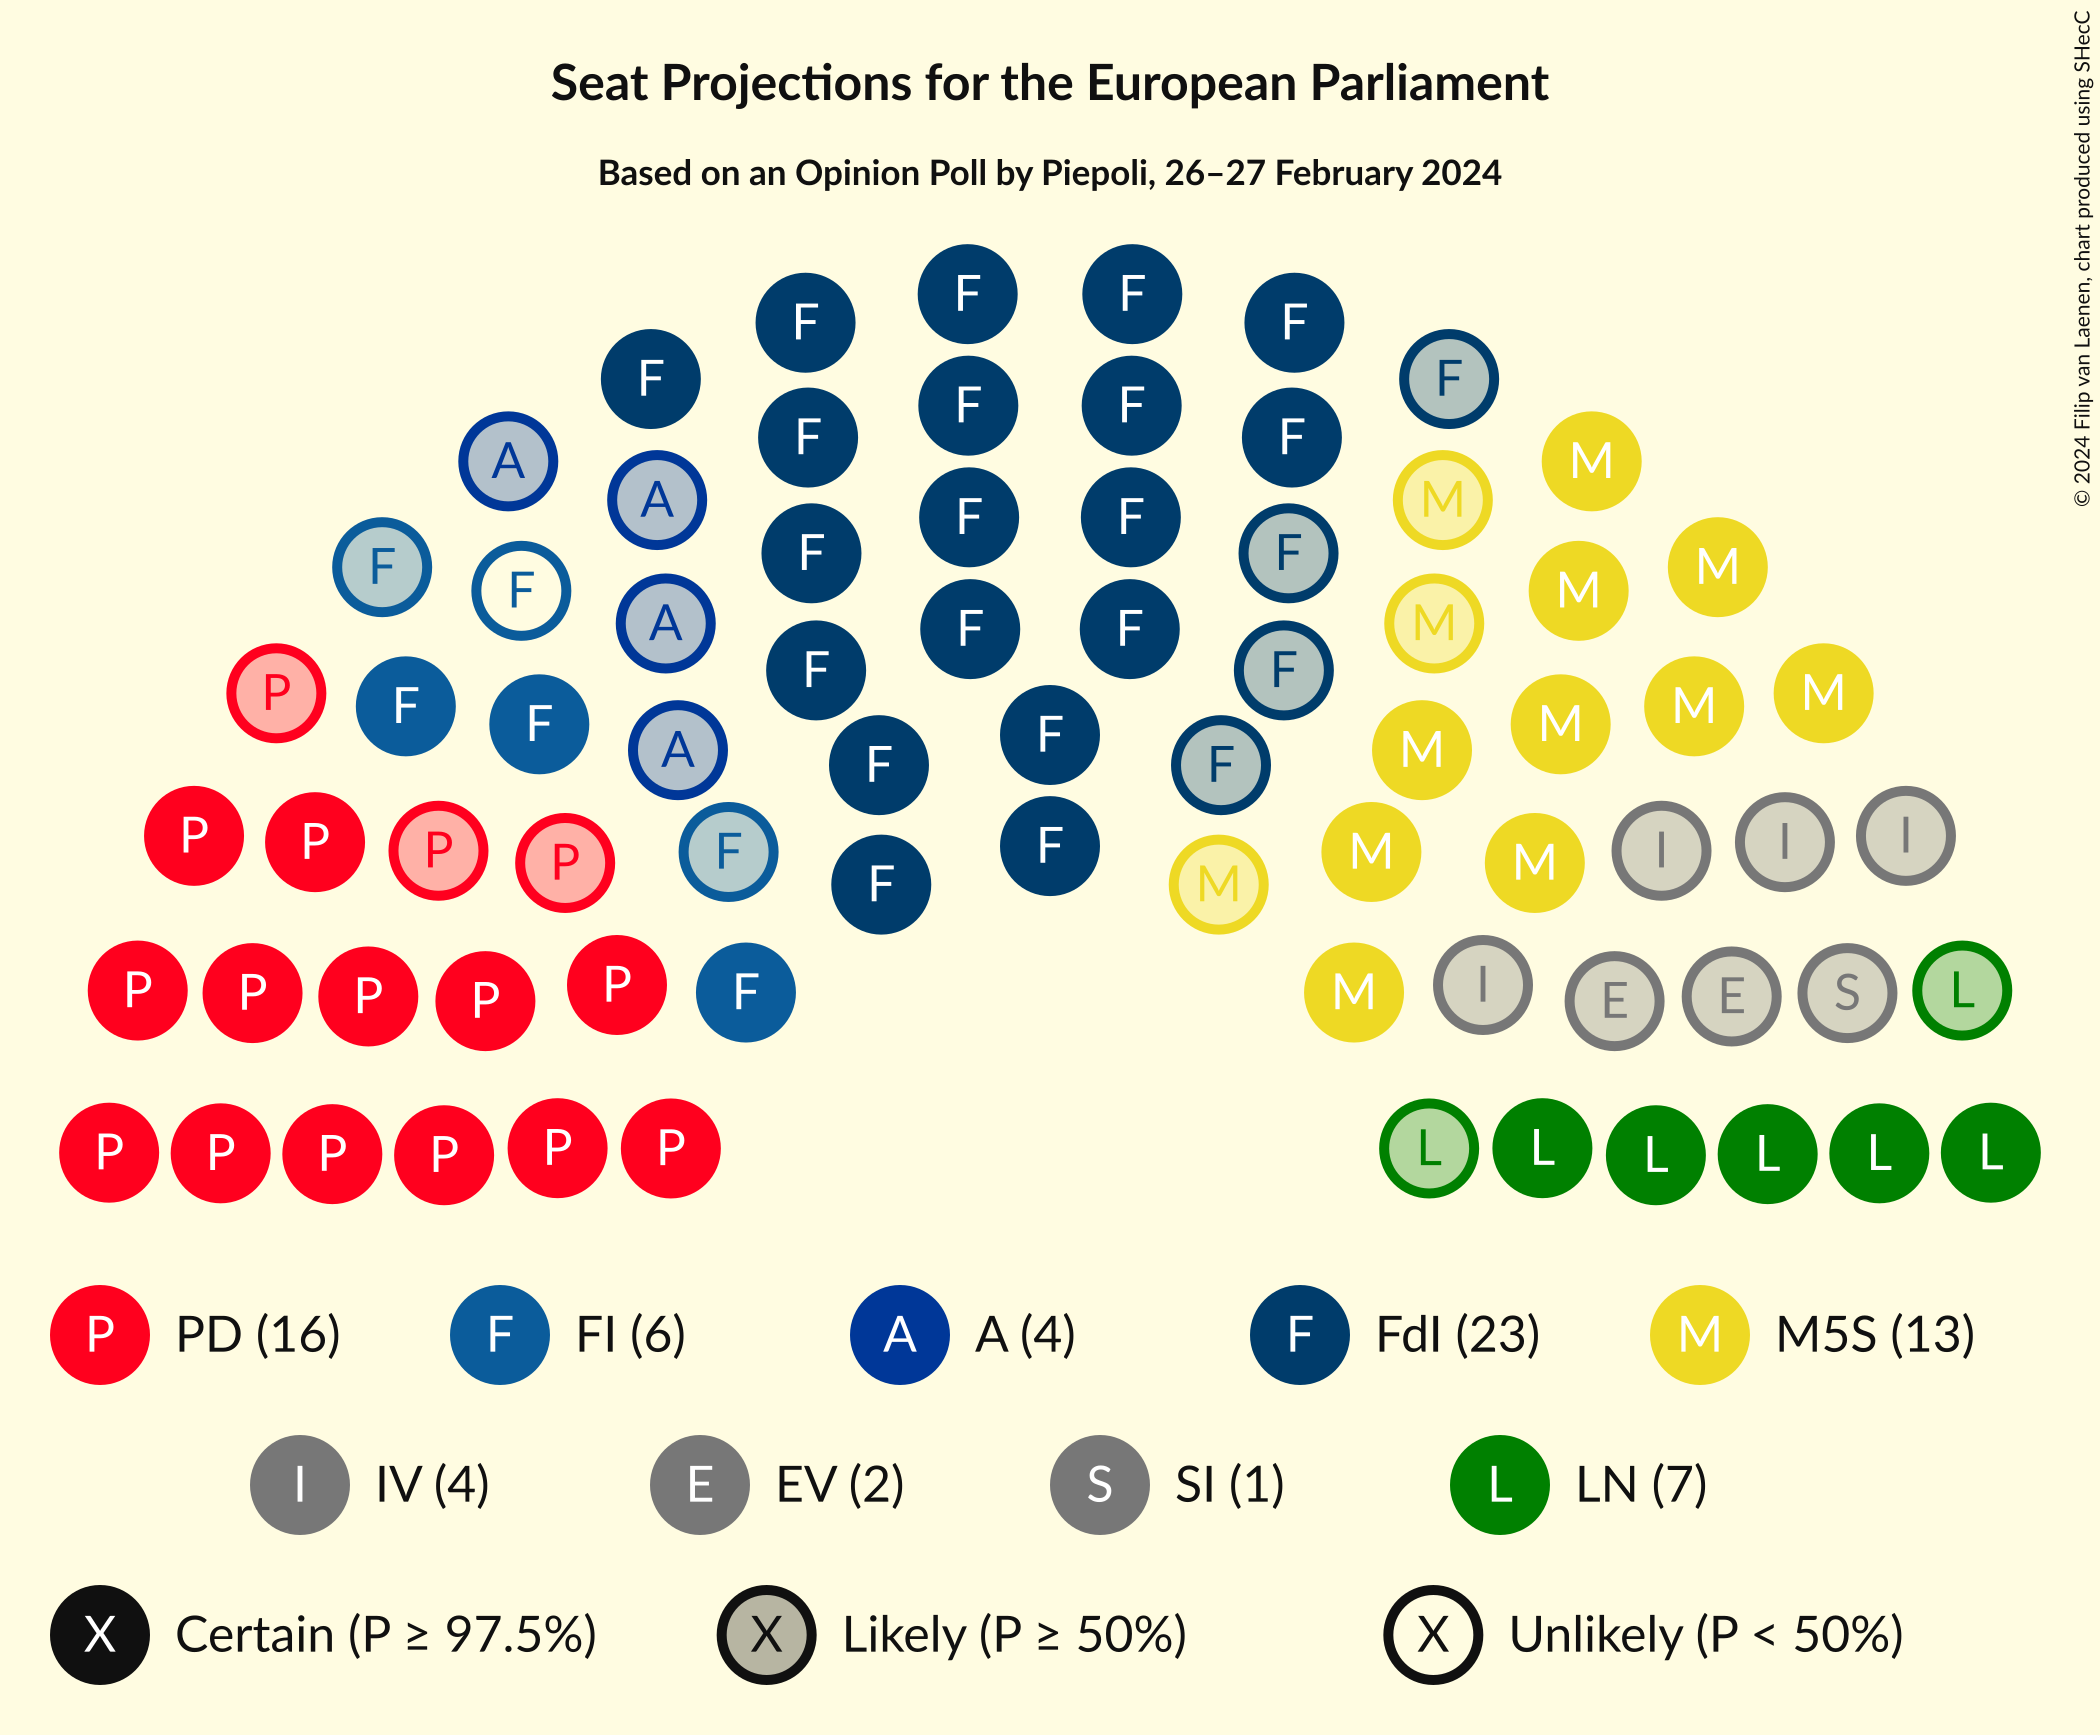 Seat Projections for the European Parliament
Based on an Opinion Poll by Piepoli, 26–27 February 2024
© 2024 Filip van Laenen, chart produced using SHecC
F F
F F
F F
F F F F
A M
F F
A M
F F
F F
F M
F F
A M
F F
P F F M M
F F
F F M M
F
A M
F F
P P I I
P P F F M M I
P M
F
P P P P P F M I E E S L
P P P P P P L L L L L L
P PD (16) F FI (6) A A (4) F FdI (23) M M5S (13)
I IV (4) E EV (2) S SI (1) L LN (7)
X Certain (P ≥ 97.5%) X Likely (P ≥ 50%) X Unlikely (P < 50%)